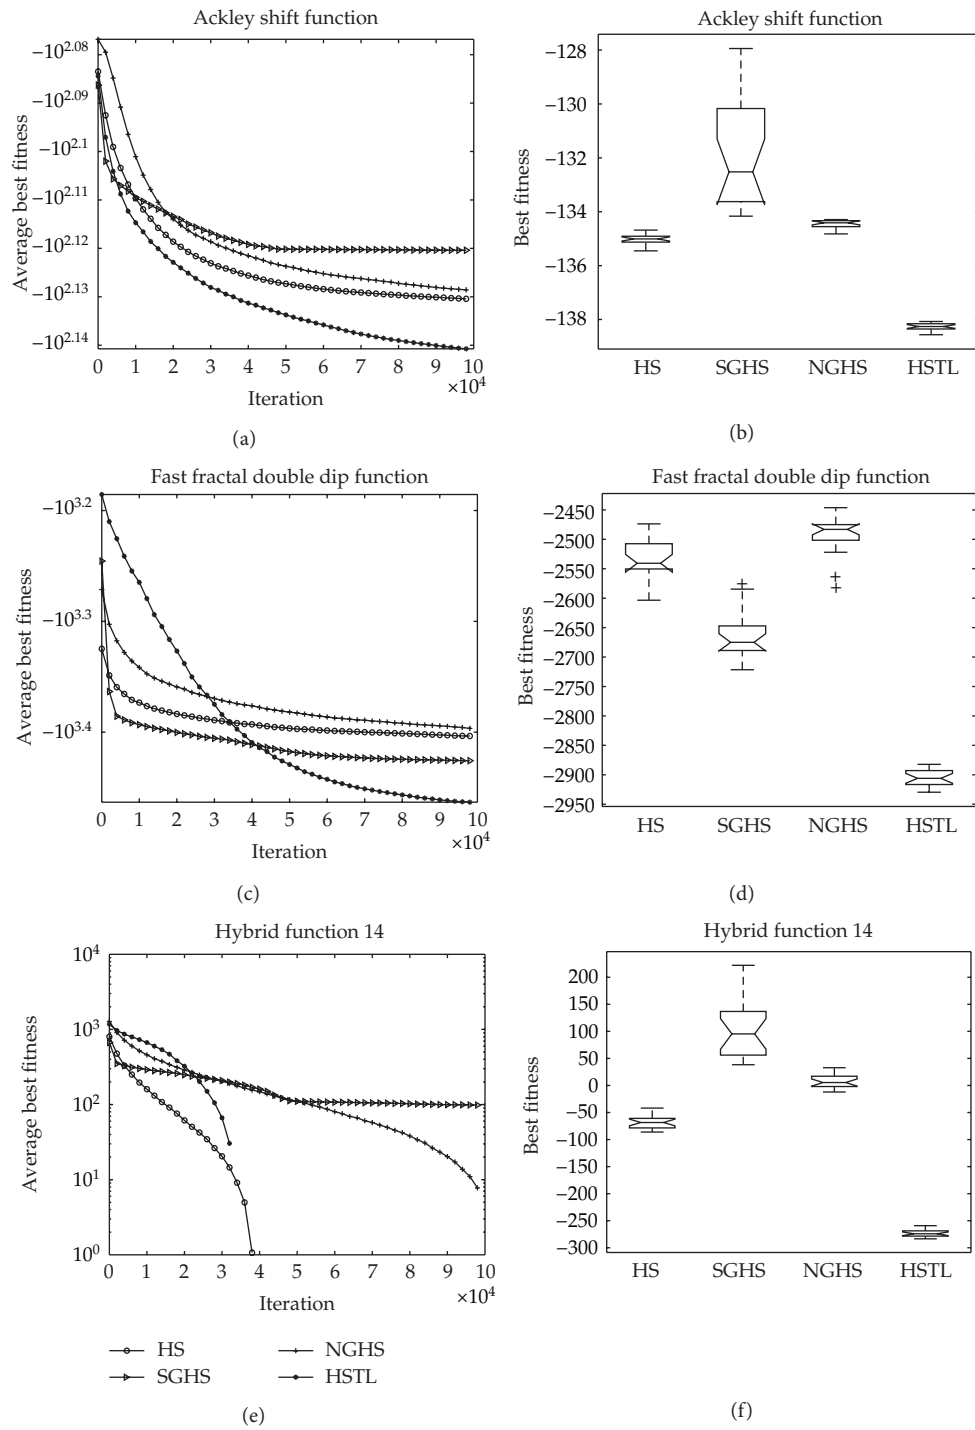 Ackley shift function
−10^2.08
−10^2.09
−10^2.1
−10^2.11
−10^2.12
−10^2.13
−10^2.14
Average best fitness
0 1 2 3 4 5 6 7 8 9 10
×10^4
Iteration
(a)
Ackley shift function
−128
−130
−132
−134
−136
−138
Best fitness
HS SGHS NGHS HSTL
(b)
Fast fractal double dip function
−10^3.2
−10^3.3
−10^3.4
Average best fitness
0 1 2 3 4 5 6 7 8 9 10
×10^4
Iteration
(c)
Fast fractal double dip function
−2450
−2500
−2550
−2600
−2650
−2700
−2750
−2800
−2850
−2900
−2950
Best fitness
HS SGHS NGHS HSTL
(d)
Hybrid function 14
10^4
10^3
10^2
10^1
10^0
Average best fitness
0 1 2 3 4 5 6 7 8 9 10
×10^4
Iteration
HS
NGHS
SGHS
HSTL
(e)
Hybrid function 14
200
150
100
50
0
−50
−100
−150
−200
−250
−300
Best fitness
HS SGHS NGHS HSTL
(f)